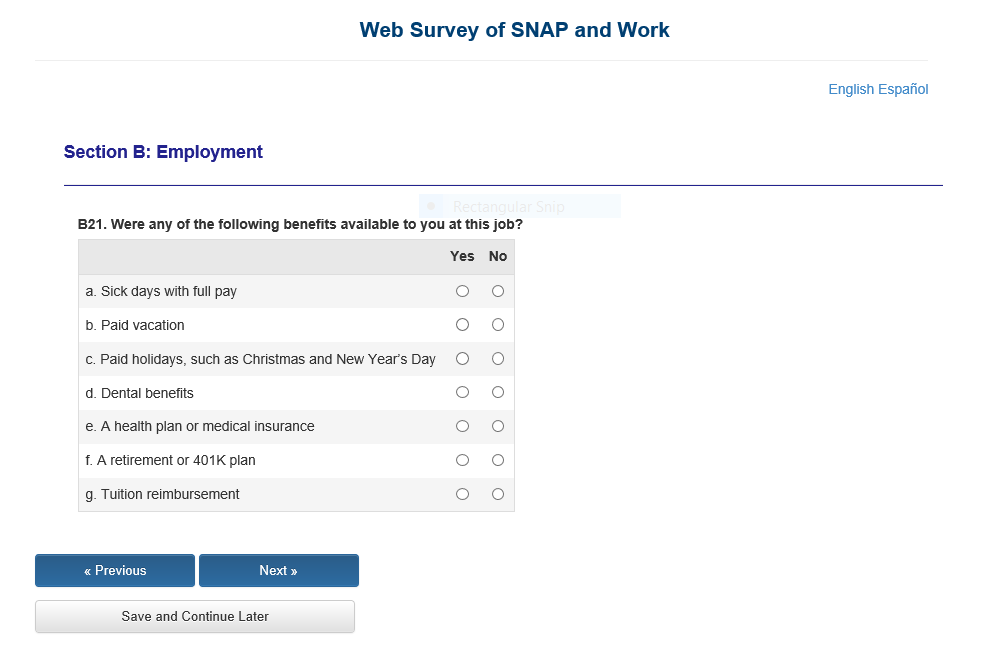 Web Survey of SNAP and Work
English Español
Section B: Employment
Rectangular Snip
B21. Were any of the following benefits available to you at this job?
Yes No
a. Sick days with full pay
b. Paid vacation
c. Paid holidays, such as Christmas and New Year's Day
d. Dental benefits
e. A health plan or medical insurance
f. A retirement or 401K plan
g. Tuition reimbursement
« Previous Next »
Save and Continue Later